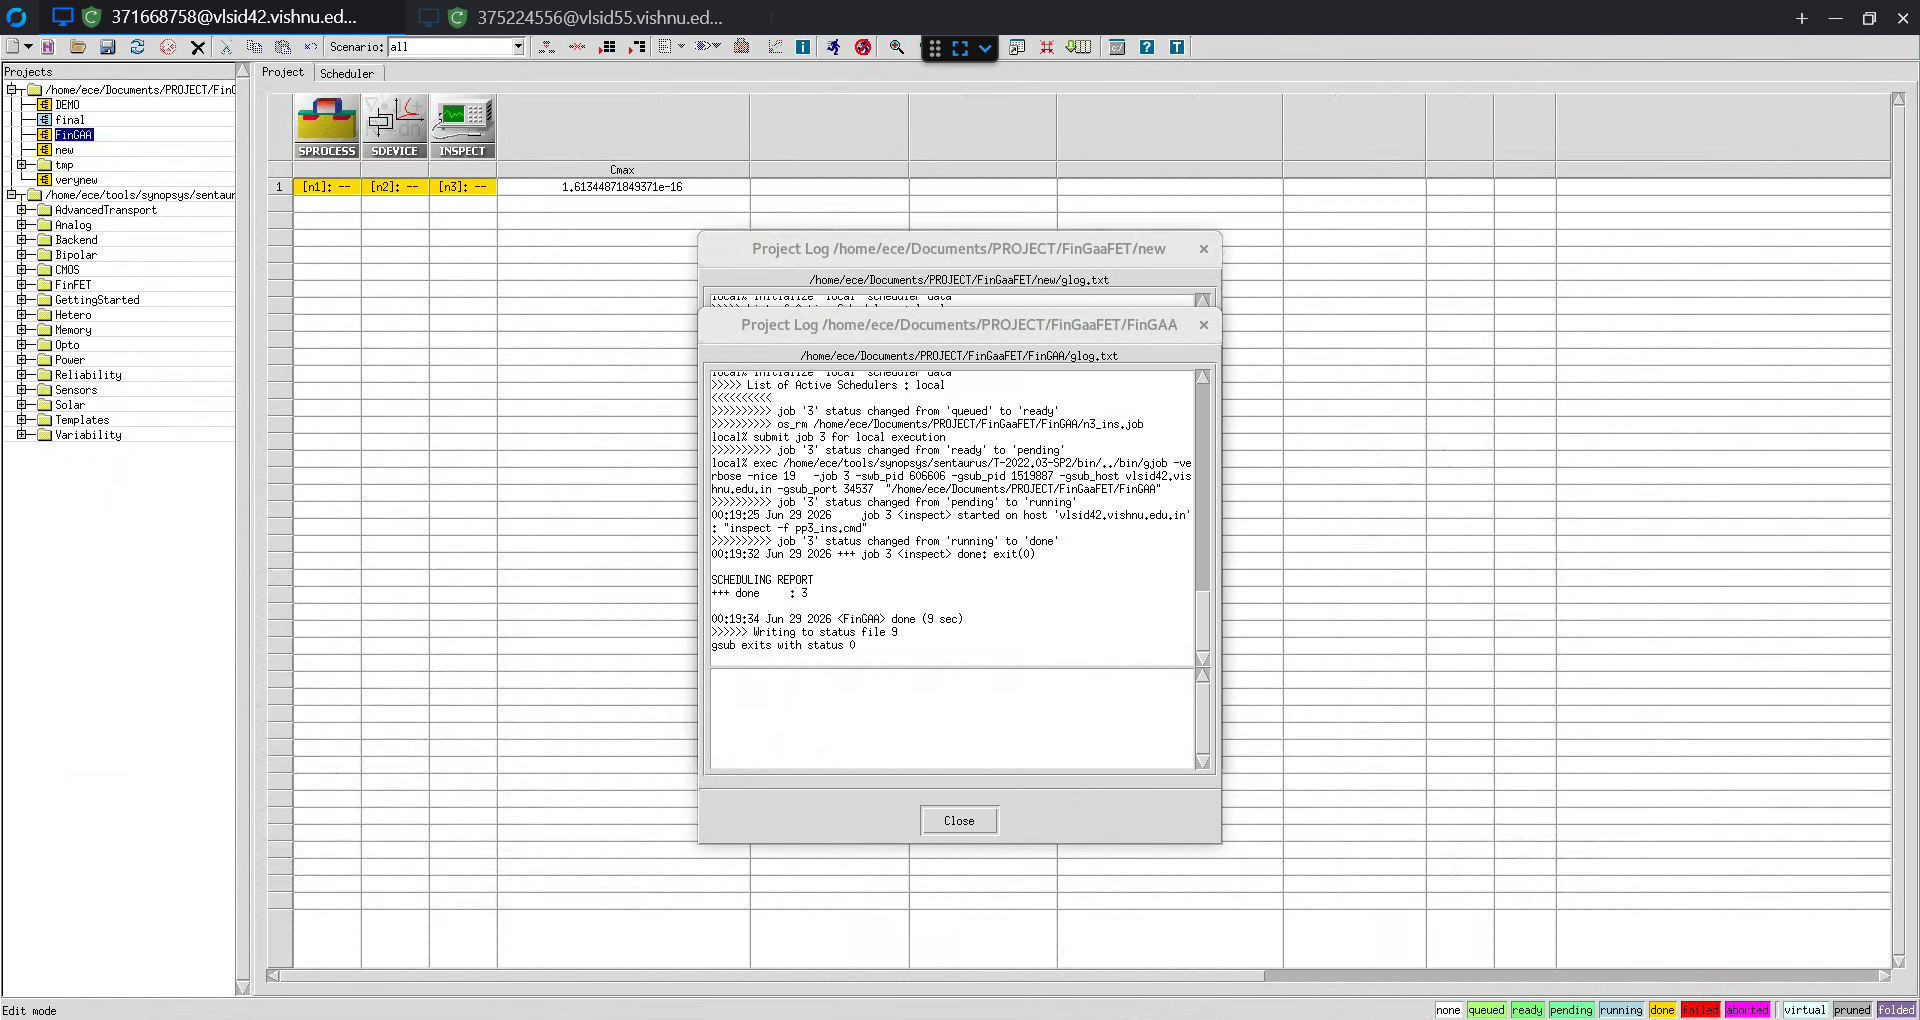 371668758@vlsid42.vishnu.ed...
375224556@vlsid55.vishnu.ed...
Scenario: all
Projects
/home/ece/Documents/PROJECT/Fin
DEMO
final
FinGAA
new
tmp
verynew
/home/ece/tools/synopsys/sentaur
AdvancedTransport
Analog
Backend
Bipolar
CMOS
FinFET
GettingStarted
Hetero
Memory
Opto
Power
Reliability
Sensors
Solar
Templates
Variability
Project Scheduler
SPROCESS SDEVICE INSPECT
Cmax
1 [n1]: -- [n2]: -- [n3]: -- 1.61344871849371e-16
Project Log /home/ece/Documents/PROJECT/FinGaaFET/new
/home/ece/Documents/PROJECT/FinGaaFET/new/glog.txt
local% initialize 'local' scheduler data
Project Log /home/ece/Documents/PROJECT/FinGaaFET/FinGAA
/home/ece/Documents/PROJECT/FinGaaFET/FinGAA/glog.txt
local% initialize 'local' scheduler data
>>>>> List of Active Schedulers : local
<<<<<<<<<<
>>>>>>>>>> job '3' status changed from 'queued' to 'ready'
>>>>>>>>>> os_rm /home/ece/Documents/PROJECT/FinGaaFET/FinGAA/n3_ins.job
local% submit job 3 for local execution
>>>>>>>>>> job '3' status changed from 'ready' to 'pending'
local% exec /home/ece/tools/synopsys/sentaurus/T-2022.03-SP2/bin/../bin/gjob -ve
rbose -nice 19 -job 3 -swb_pid 606606 -gsub_pid 1519887 -gsub_host vlsid42.vis
hnu.edu.in -gsub_port 34537 "/home/ece/Documents/PROJECT/FinGaaFET/FinGAA"
>>>>>>>>>> job '3' status changed from 'pending' to 'running'
00:19:25 Jun 29 2026 job 3 <inspect> started on host 'vlsid42.vishnu.edu.in'
: "inspect -f pp3_ins.cmd"
>>>>>>>>>> job '3' status changed from 'running' to 'done'
00:19:32 Jun 29 2026 +++ job 3 <inspect> done: exit(0)
SCHEDULING REPORT
+++ done : 3
00:19:34 Jun 29 2026 <FinGAA> done (9 sec)
>>>>>> Writing to status file 9
gsub exits with status 0
Close
Edit mode
none queued ready pending running done failed aborted virtual pruned folded